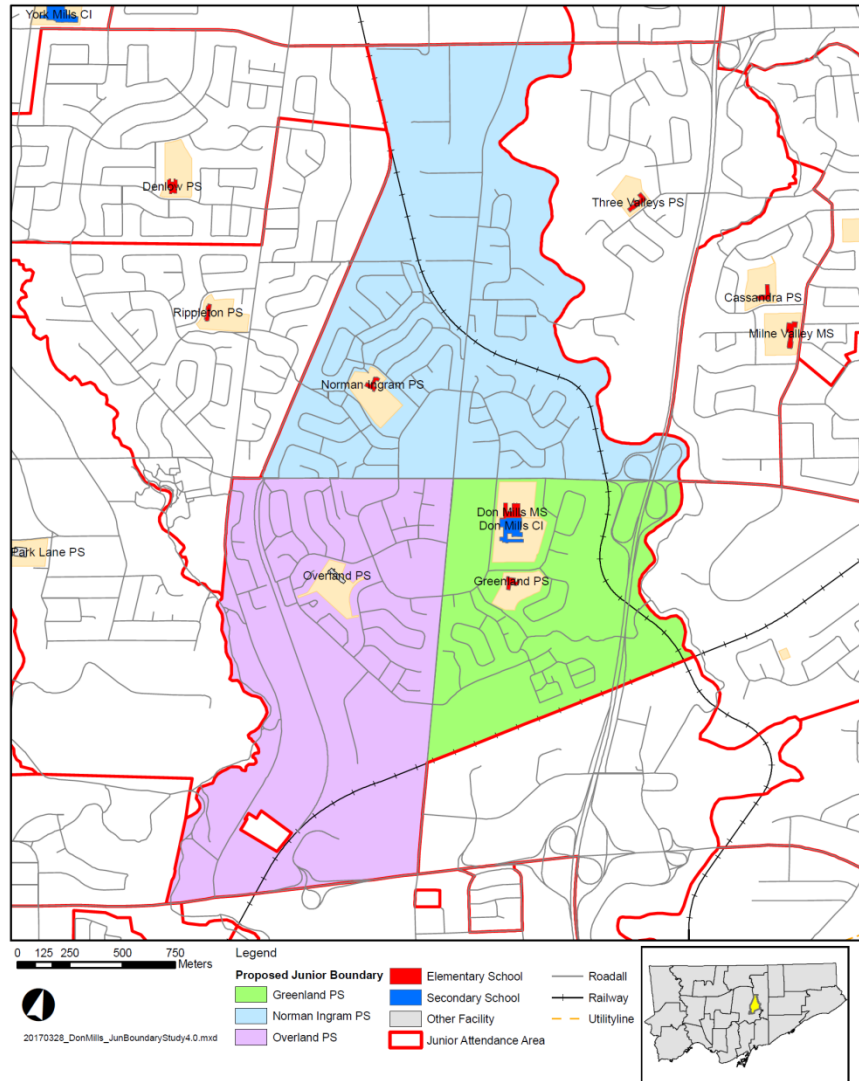 York Mills CI
Denlow PS
Three Valleys PS
Cassandra PS
Rippleton PS
Milne Valley MS
Norman Ingram PS
Don Mills MS
Don Mills CI
Park Lane PS
Overland PS
Greenland PS
0 125 250 500 750
Meters
Legend
Proposed Junior Boundary
Greenland PS
Norman Ingram PS
Overland PS
Elementary School
Secondary School
Other Facility
Junior Attendance Area
Roadall
Railway
Utilityline
20170328_DonMills_JunBoundaryStudy4.0.mxd